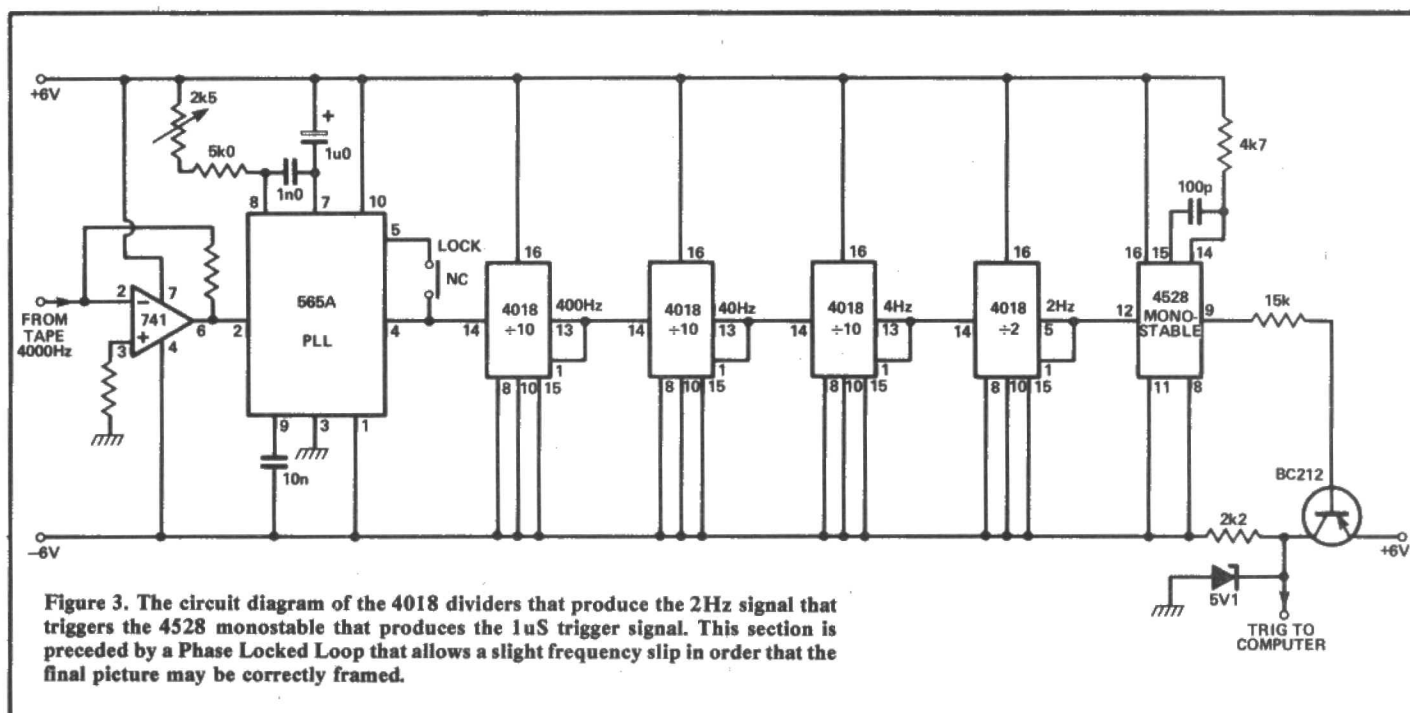 +6V
2k5
5k0
1n0
+
1u0
8
7
10
5
LOCK
NC
4
565A
PLL
2
9
3
1
10n
FROM
TAPE
4000Hz
2
−
741
+
3
7
6
4
−6V
16
14
4018
÷10
400Hz
13
1
8
10
15
16
14
4018
÷10
40Hz
13
1
8
10
15
16
14
4018
÷10
4Hz
13
1
8
10
15
16
14
4018
÷2
2Hz
5
1
8
10
15
4k7
100p
16
15
14
12
4528
MONO-
STABLE
9
11
8
15k
BC212
2k2
+6V
5V1
TRIG TO
COMPUTER
Figure 3. The circuit diagram of the 4018 dividers that produce the 2Hz signal that
triggers the 4528 monostable that produces the 1uS trigger signal. This section is
preceded by a Phase Locked Loop that allows a slight frequency slip in order that the
final picture may be correctly framed.